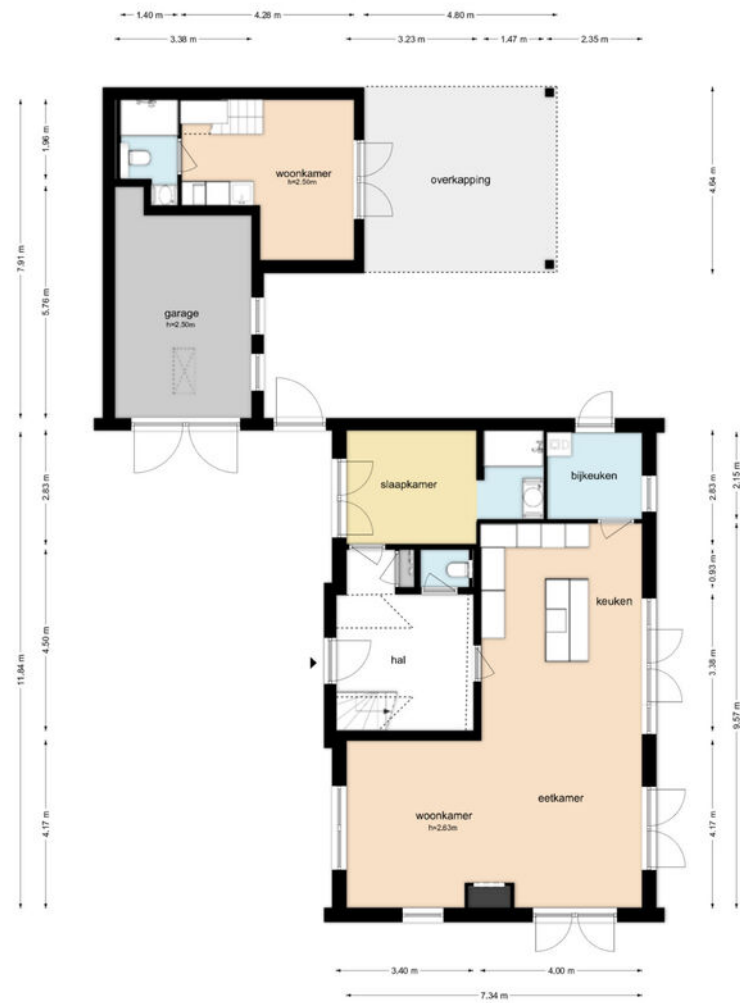 1.40 m
4.28 m
4.80 m
3.38 m
3.23 m
1.47 m
2.35 m
1.96 m
7.91 m
5.76 m
4.64 m
woonkamer
h=2.50m
overkapping
garage
h=2.50m
2.83 m
11.84 m
4.50 m
4.17 m
slaapkamer
bijkeuken
keuken
hal
eetkamer
woonkamer
h=2.63m
2.83 m
2.15 m
0.93 m
3.38 m
9.57 m
4.17 m
3.40 m
4.00 m
7.34 m